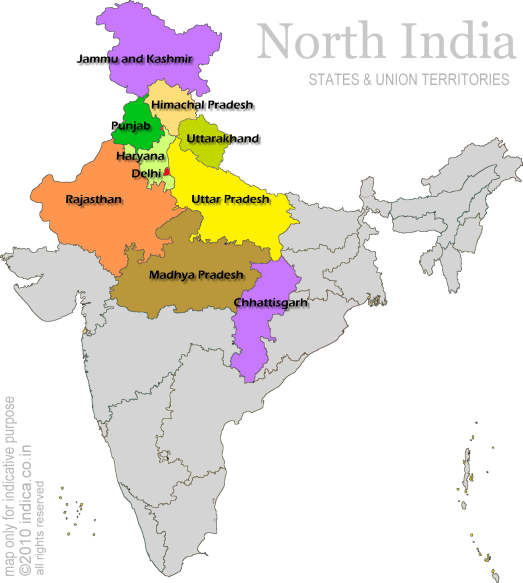 North India
STATES & UNION TERRITORIES
Jammu and Kashmir
Himachal Pradesh
Punjab
Uttarakhand
Haryana
Delhi
Rajasthan
Uttar Pradesh
Madhya Pradesh
Chhattisgarh
map only for indicative purpose
©2010 indica.co.in
all rights reserved